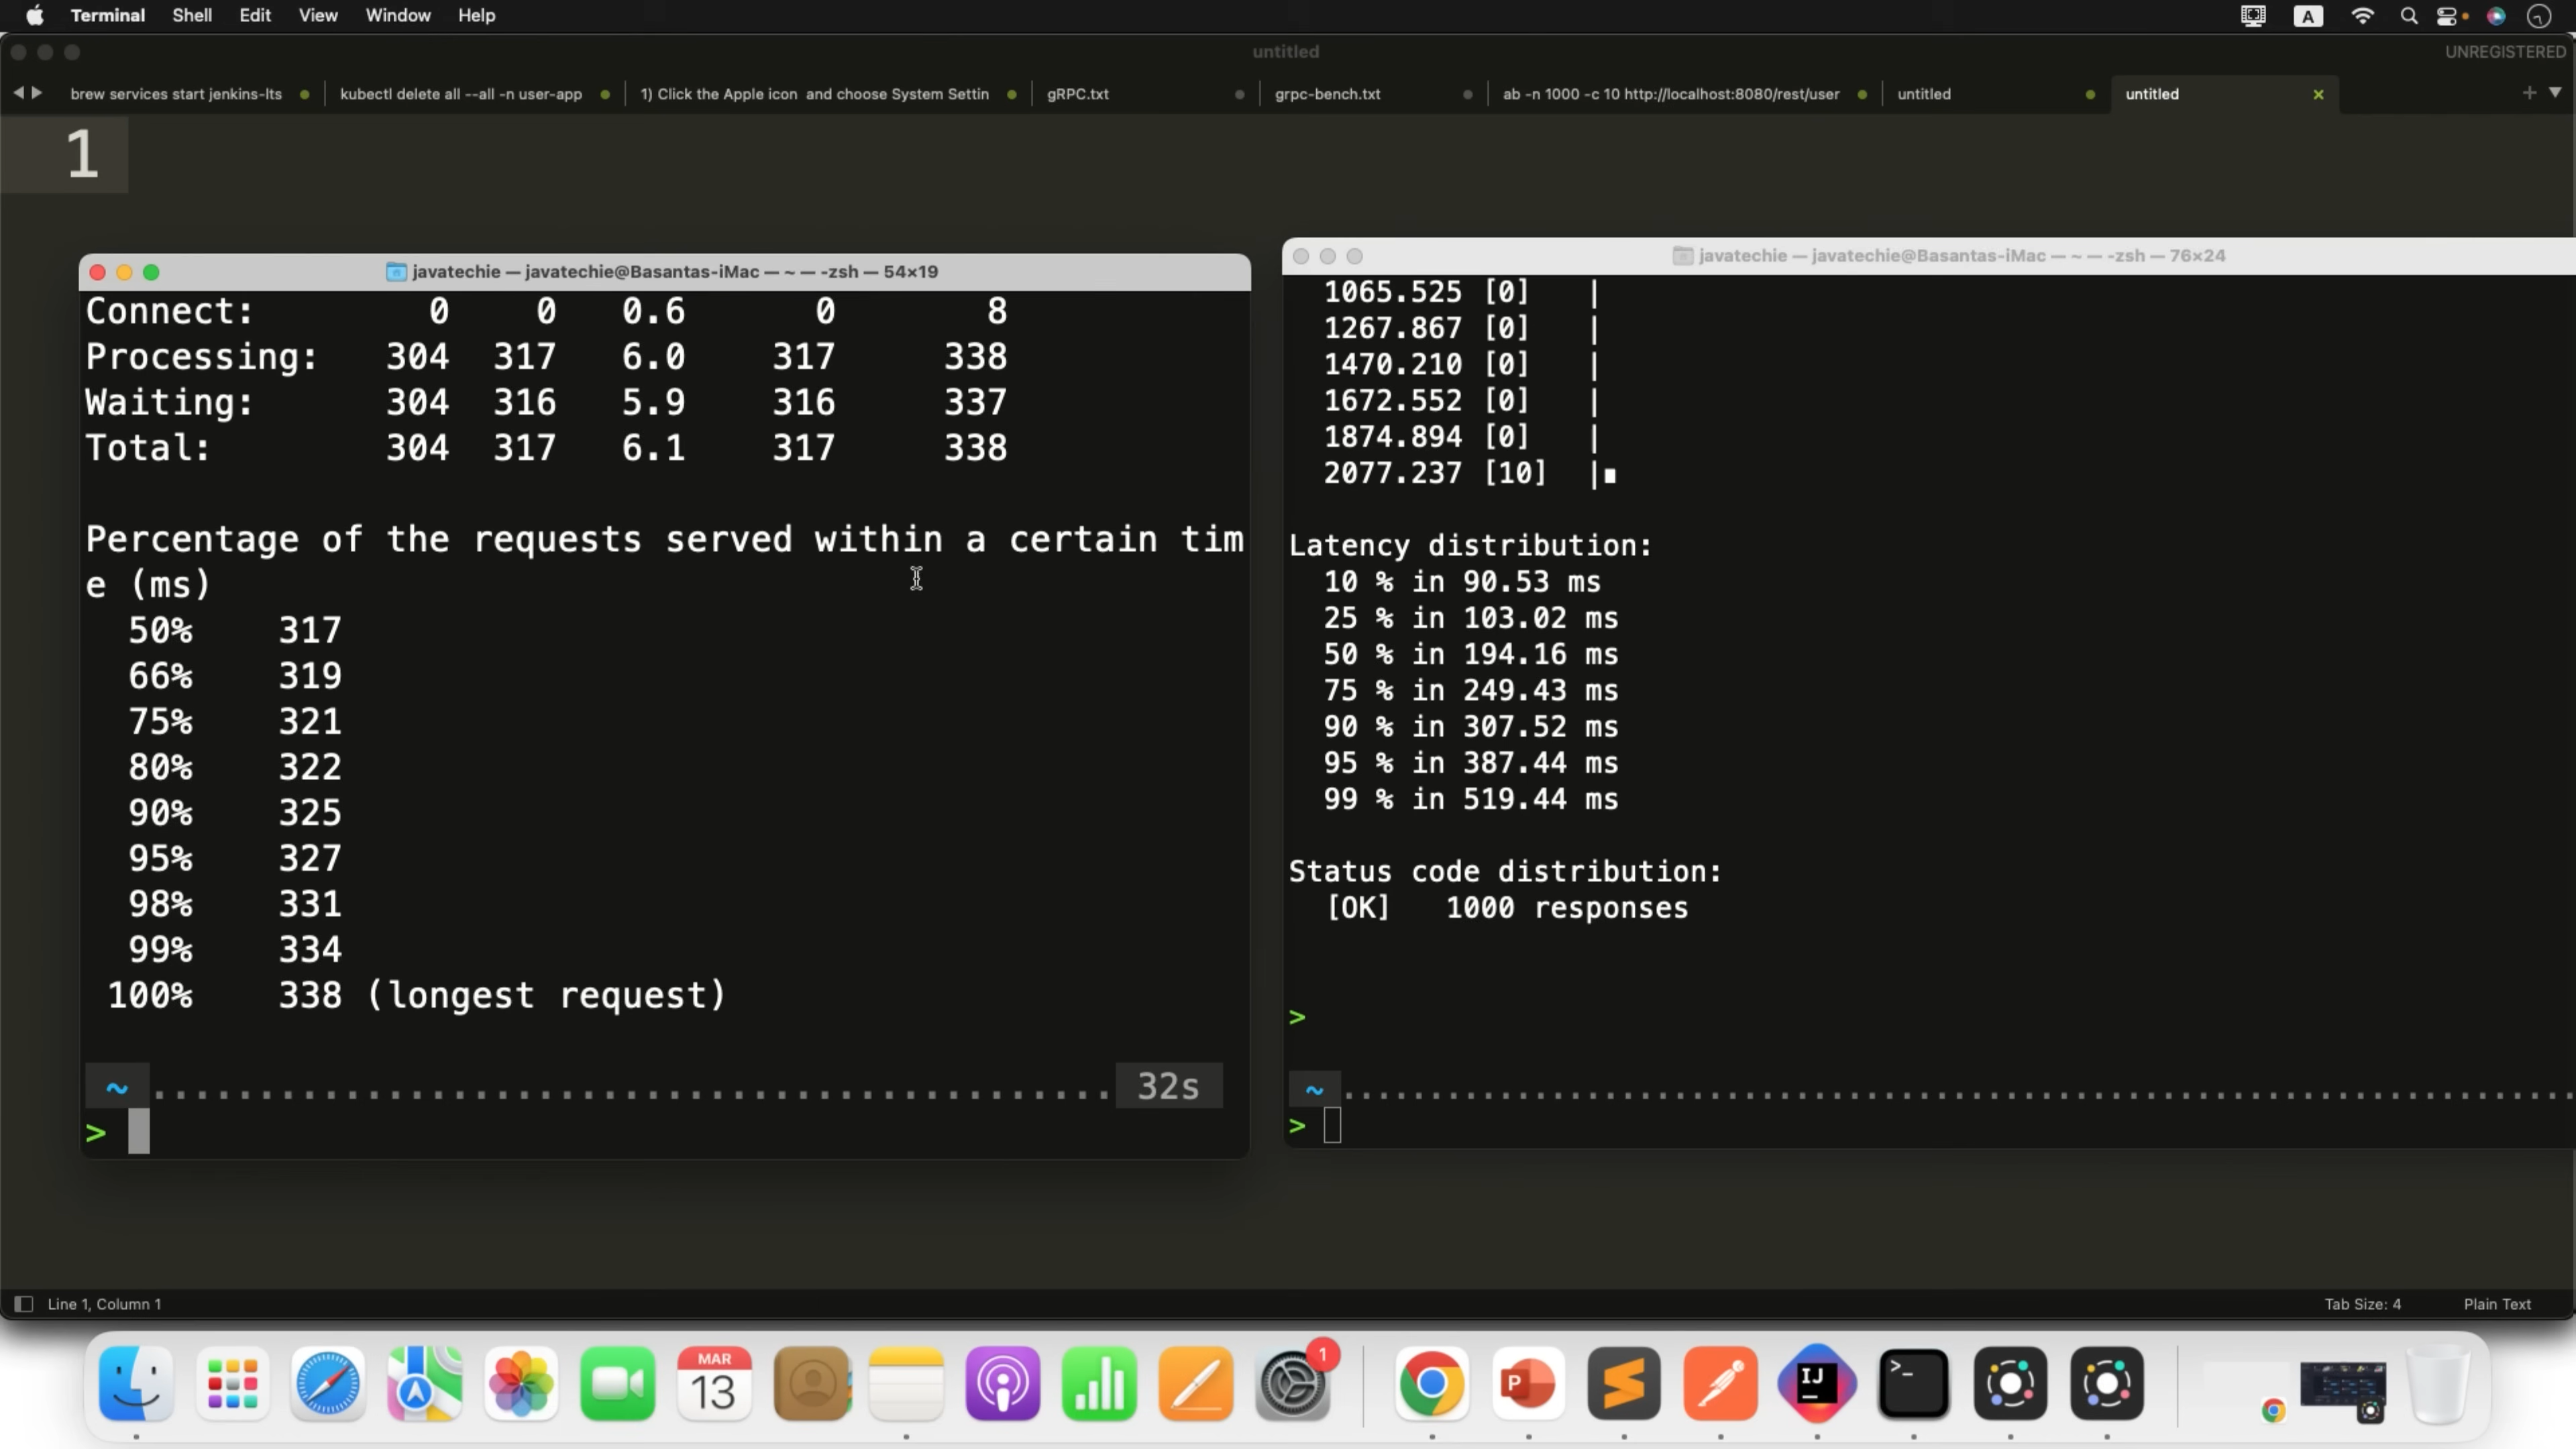 Terminal Shell Edit View Window Help A
untitled UNREGISTERED
brew services start jenkins-lts kubectl delete all --all -n user-app 1) Click the Apple icon and choose System Settin gRPC.txt grpc-bench.txt ab -n 1000 -c 10 http://localhost:8080/rest/user untitled untitled
1
javatechie — javatechie@Basantas-iMac — ~ — -zsh — 54×19
Connect: 0 0 0.6 0 8
Processing: 304 317 6.0 317 338
Waiting: 304 316 5.9 316 337
Total: 304 317 6.1 317 338
Percentage of the requests served within a certain tim
e (ms)
50% 317
66% 319
75% 321
80% 322
90% 325
95% 327
98% 331
99% 334
100% 338 (longest request)
~ 32s
>
javatechie — javatechie@Basantas-iMac — ~ — -zsh — 76×24
1065.525 [0] |
1267.867 [0] |
1470.210 [0] |
1672.552 [0] |
1874.894 [0] |
2077.237 [10] |∎
Latency distribution:
10 % in 90.53 ms
25 % in 103.02 ms
50 % in 194.16 ms
75 % in 249.43 ms
90 % in 307.52 ms
95 % in 387.44 ms
99 % in 519.44 ms
Status code distribution:
[OK] 1000 responses
>
~
>
Line 1, Column 1 Tab Size: 4 Plain Text
MAR
13
1
P
IJ
>_